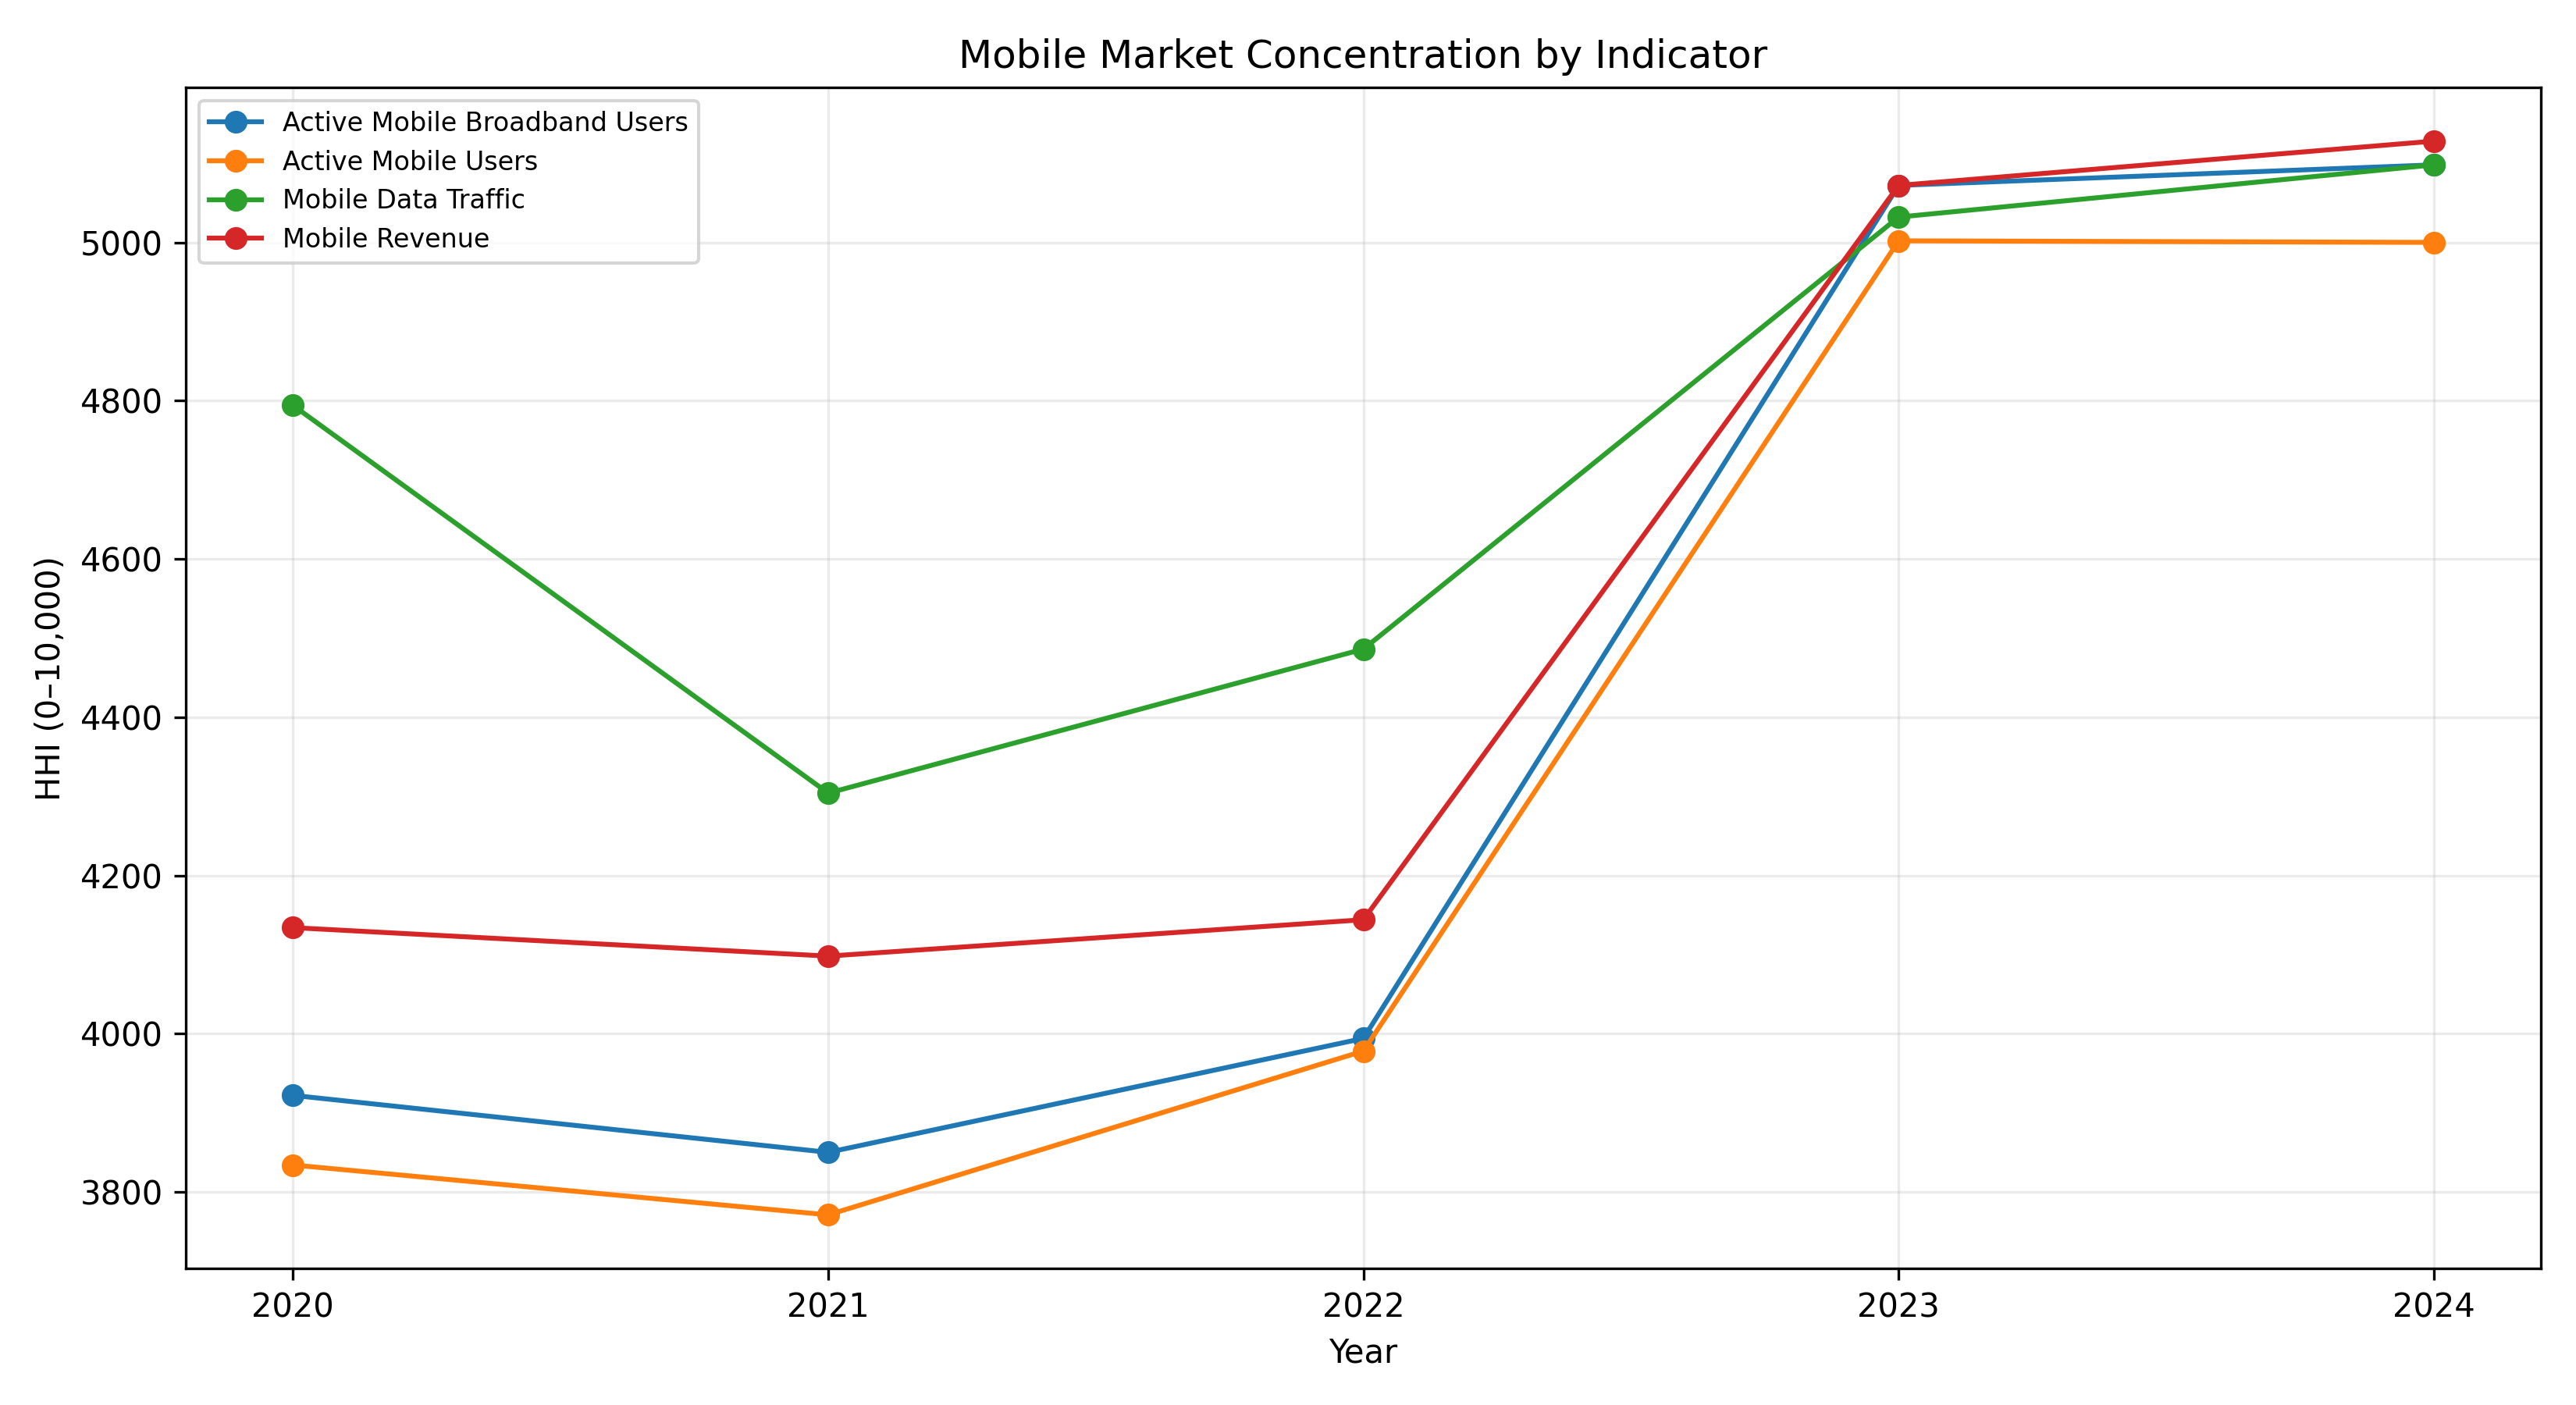 Mobile Market Concentration by Indicator
Active Mobile Broadband Users
Active Mobile Users
Mobile Data Traffic
Mobile Revenue
HHI (0–10,000)
5000
4800
4600
4400
4200
4000
3800
2020 2021 2022 2023 2024
Year